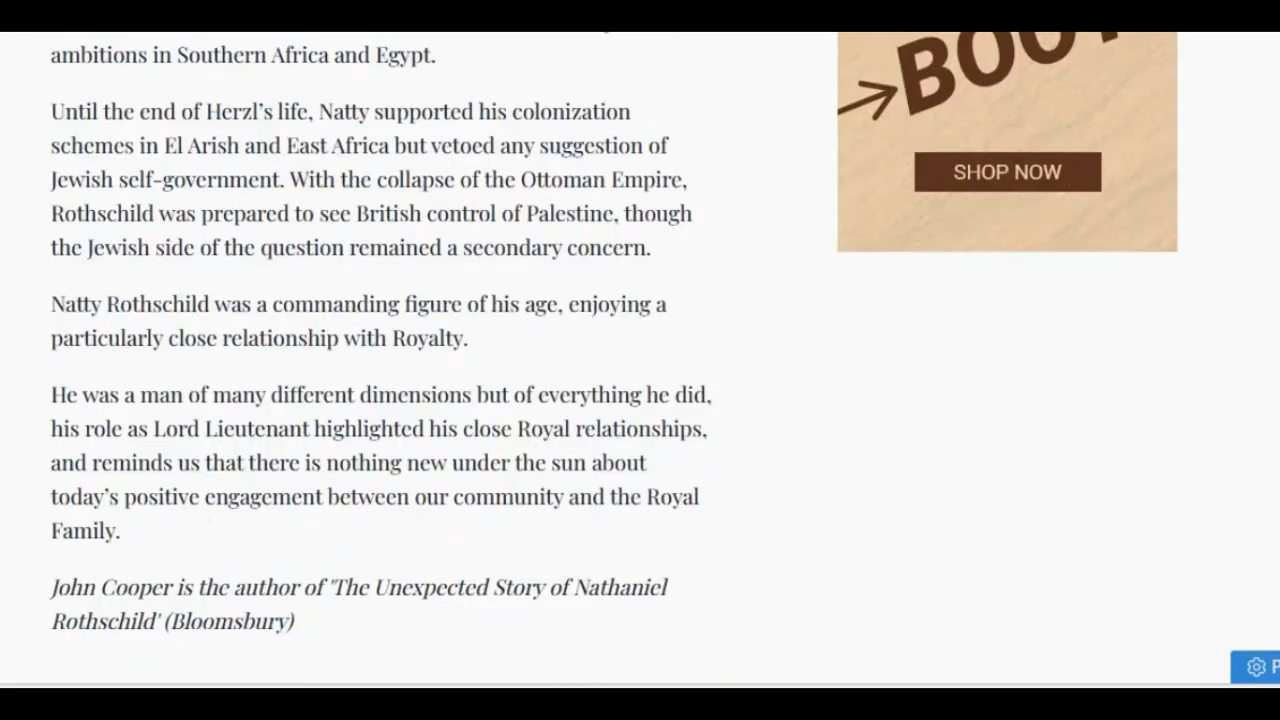 ambitions in Southern Africa and Egypt.
Until the end of Herzl’s life, Natty supported his colonization
schemes in El Arish and East Africa but vetoed any suggestion of
Jewish self-government. With the collapse of the Ottoman Empire,
Rothschild was prepared to see British control of Palestine, though
the Jewish side of the question remained a secondary concern.
Natty Rothschild was a commanding figure of his age, enjoying a
particularly close relationship with Royalty.
He was a man of many different dimensions but of everything he did,
his role as Lord Lieutenant highlighted his close Royal relationships,
and reminds us that there is nothing new under the sun about
today’s positive engagement between our community and the Royal
Family.
John Cooper is the author of 'The Unexpected Story of Nathaniel
Rothschild' (Bloomsbury)
SHOP NOW